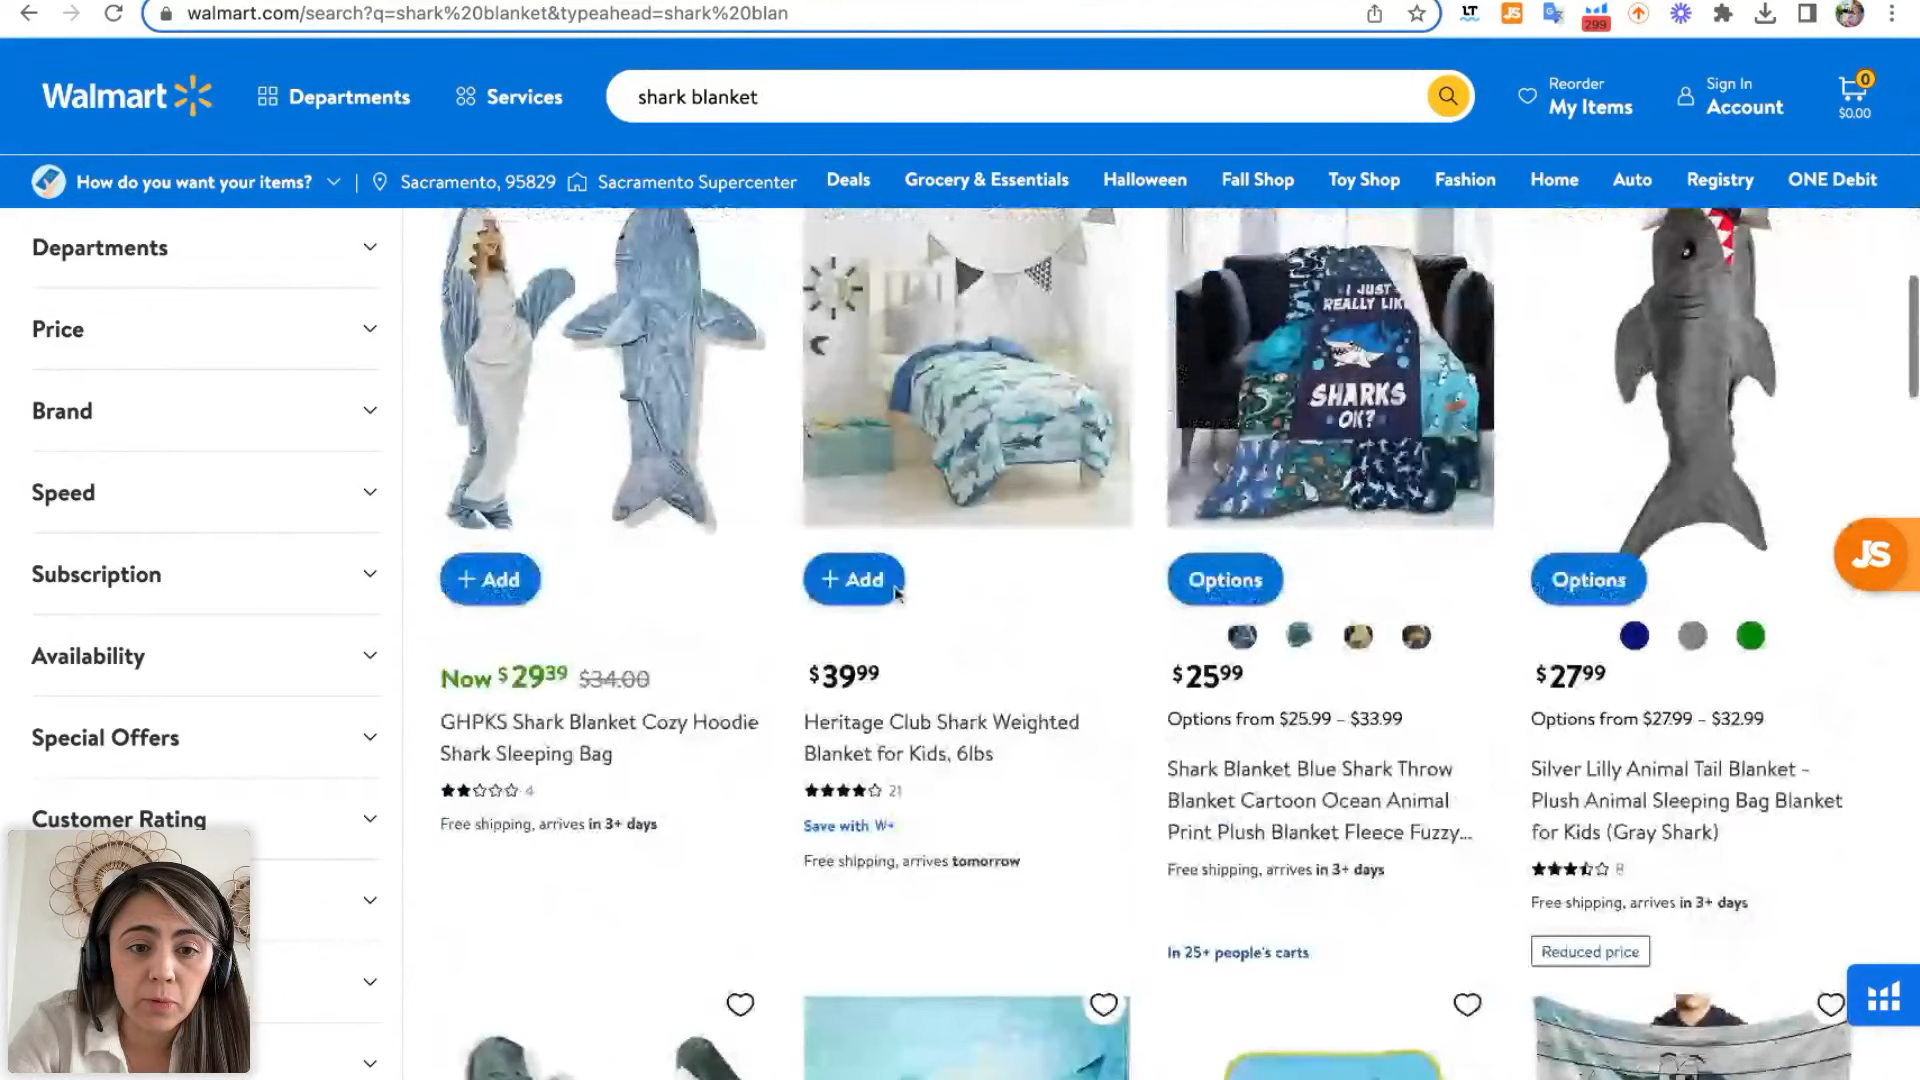 walmart.com/search?q=shark%20blanket&typeahead=shark%20blan
LT
JS
299
Walmart
Departments
Services
shark blanket
Reorder
My Items
Sign In
Account
0
$0.00
How do you want your items?
Sacramento, 95829
Sacramento Supercenter
Deals
Grocery & Essentials
Halloween
Fall Shop
Toy Shop
Fashion
Home
Auto
Registry
ONE Debit
Departments
Price
Brand
Speed
Subscription
Availability
Special Offers
Customer Rating
+ Add
Now $29.39 $34.00
GHPKS Shark Blanket Cozy Hoodie
Shark Sleeping Bag
4
Free shipping, arrives in 3+ days
+ Add
$39.99
Heritage Club Shark Weighted
Blanket for Kids, 6lbs
21
Save with W+
Free shipping, arrives tomorrow
I JUST
REALLY LIKE
SHARKS
OK?
Options
$25.99
Options from $25.99 – $33.99
Shark Blanket Blue Shark Throw
Blanket Cartoon Ocean Animal
Print Plush Blanket Fleece Fuzzy...
Free shipping, arrives in 3+ days
In 25+ people's carts
Options
$27.99
Options from $27.99 – $32.99
Silver Lilly Animal Tail Blanket -
Plush Animal Sleeping Bag Blanket
for Kids (Gray Shark)
8
Free shipping, arrives in 3+ days
Reduced price
JS